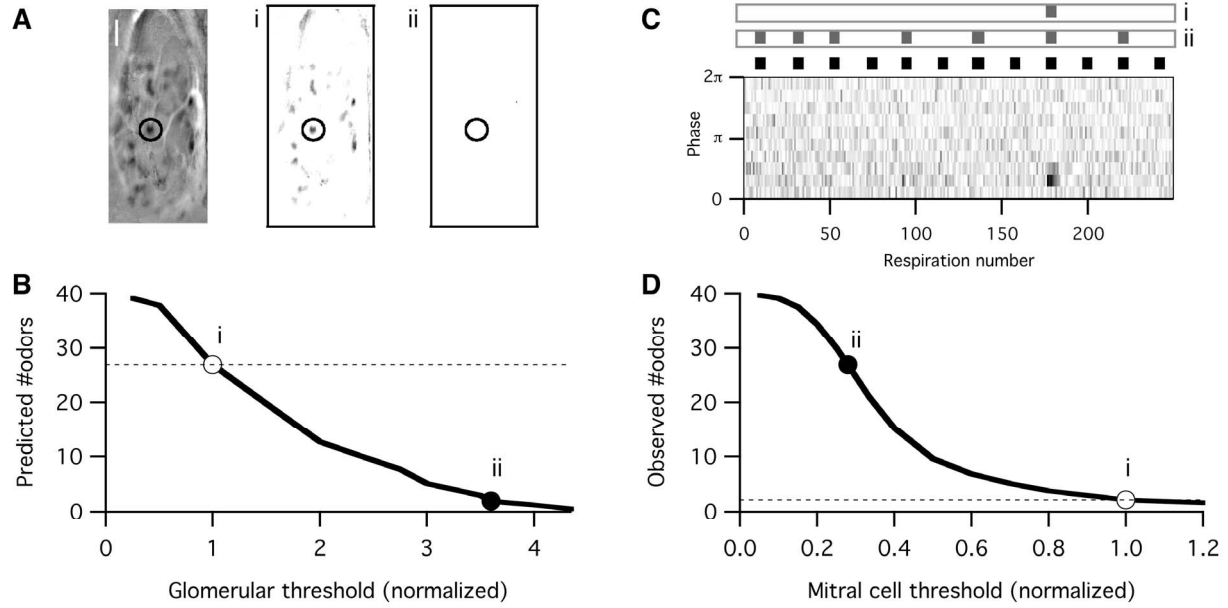 A
i
ii
C
i
ii
2π
π
0
Phase
0
50
100
150
200
Respiration number
B
40
30
20
10
0
Predicted #odors
i
ii
0
1
2
3
4
Glomerular threshold (normalized)
D
40
30
20
10
0
Observed #odors
ii
i
0.0
0.2
0.4
0.6
0.8
1.0
1.2
Mitral cell threshold (normalized)